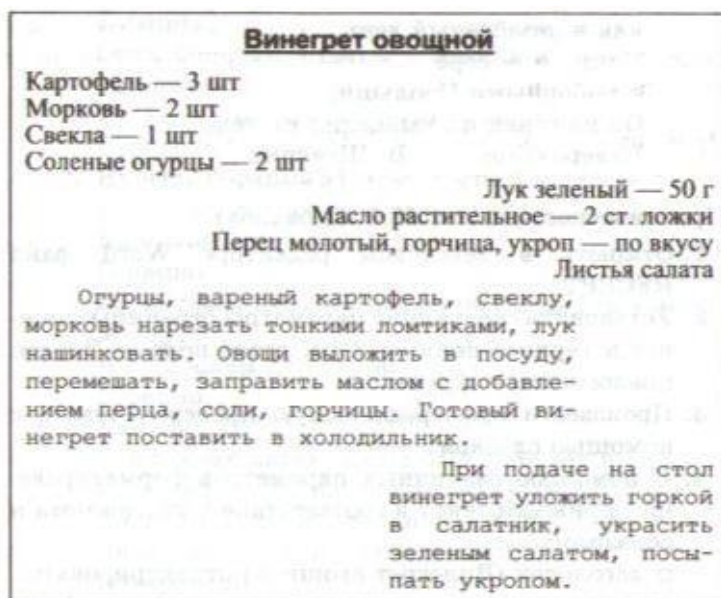 Винегрет овощной
Картофель — 3 шт
Морковь — 2 шт
Свекла — 1 шт
Соленые огурцы — 2 шт
Лук зеленый — 50 г
Масло растительное — 2 ст. ложки
Перец молотый, горчица, укроп — по вкусу
Листья салата
Огурцы, вареный картофель, свеклу,
морковь нарезать тонкими ломтиками, лук
нашинковать. Овощи выложить в посуду,
перемешать, заправить маслом с добавле-
нием перца, соли, горчицы. Готовый ви-
негрет поставить в холодильник.
При подаче на стол
винегрет уложить горкой
в салатник, украсить
зеленым салатом, посы-
пать укропом.